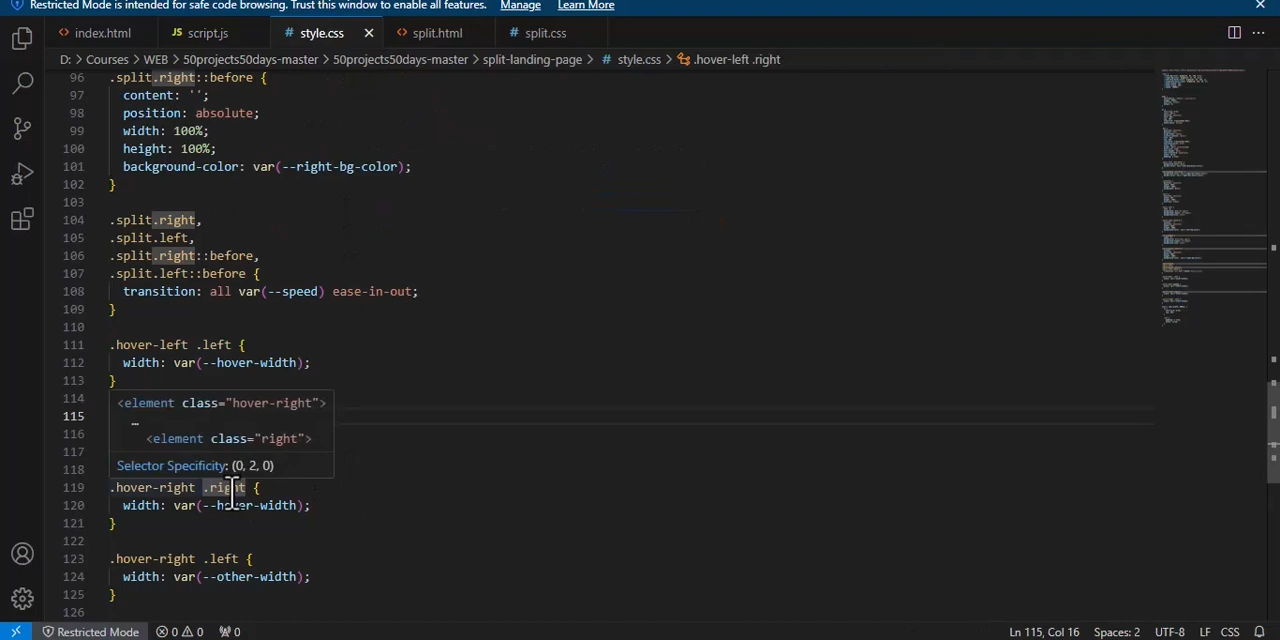 Restricted Mode is intended for safe code browsing. Trust this window to enable all features. Manage Learn More
index.html script.js style.css split.html split.css
D: > Courses > WEB > 50projects50days-master > 50projects50days-master > split-landing-page > # style.css > .hover-left .right
96 .split.right::before {
97 content: '';
98 position: absolute;
99 width: 100%;
100 height: 100%;
101 background-color: var(--right-bg-color);
102 }
103
104 .split.right,
105 .split.left,
106 .split.right::before,
107 .split.left::before {
108 transition: all var(--speed) ease-in-out;
109 }
110
111 .hover-left .left {
112 width: var(--hover-width);
113 }
114 <element class="hover-right">
115 …
116 <element class="right">
117
118 Selector Specificity: (0, 2, 0)
119 .hover-right .right {
120 width: var(--hover-width);
121 }
122
123 .hover-right .left {
124 width: var(--other-width);
125 }
126
Restricted Mode 0 0 0 Ln 115, Col 16 Spaces: 2 UTF-8 LF CSS